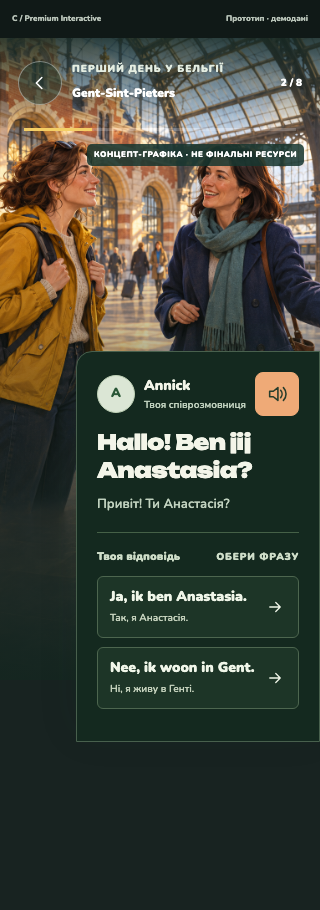 C / Premium Interactive
Прототип · демодані
ПЕРШИЙ ДЕНЬ У БЕЛЬГІЇ
Gent-Sint-Pieters
2 / 8
КОНЦЕПТ-ГРАФІКА · НЕ ФІНАЛЬНІ РЕСУРСИ
A
Annick
Твоя співрозмовниця
Hallo! Ben jij
Anastasia?
Привіт! Ти Анастасія?
Твоя відповідь
ОБЕРИ ФРАЗУ
Ja, ik ben Anastasia.
Так, я Анастасія.
Nee, ik woon in Gent.
Ні, я живу в Генті.